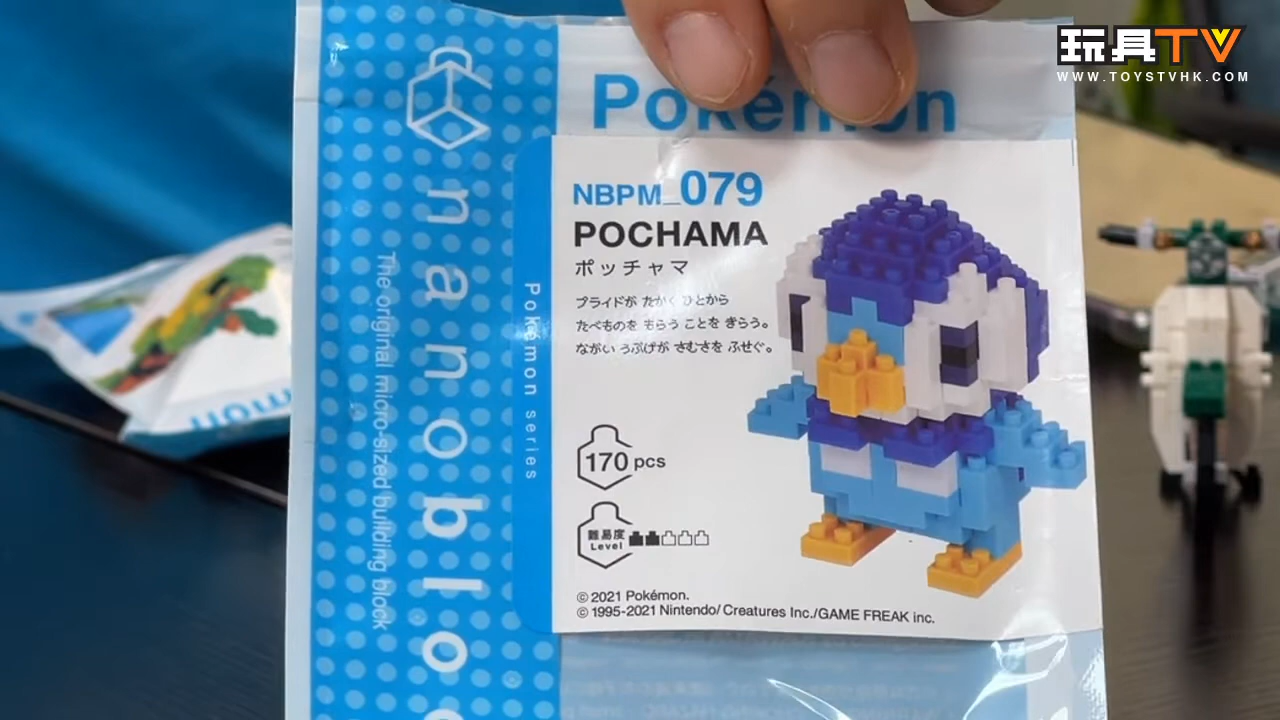 玩具TV
WWW.TOYSTVHK.COM
Pokémon
nanoblo
The original micro-sized building block
Pokémon series
NBPM_079
POCHAMA
ポッチャマ
プライドが たかく ひとから
たべものを もらう ことを きらう。
ながい うぶげが さむさを ふせぐ。
170 pcs
難易度
Level
© 2021 Pokémon.
© 1995-2021 Nintendo/Creatures Inc./GAME FREAK inc.